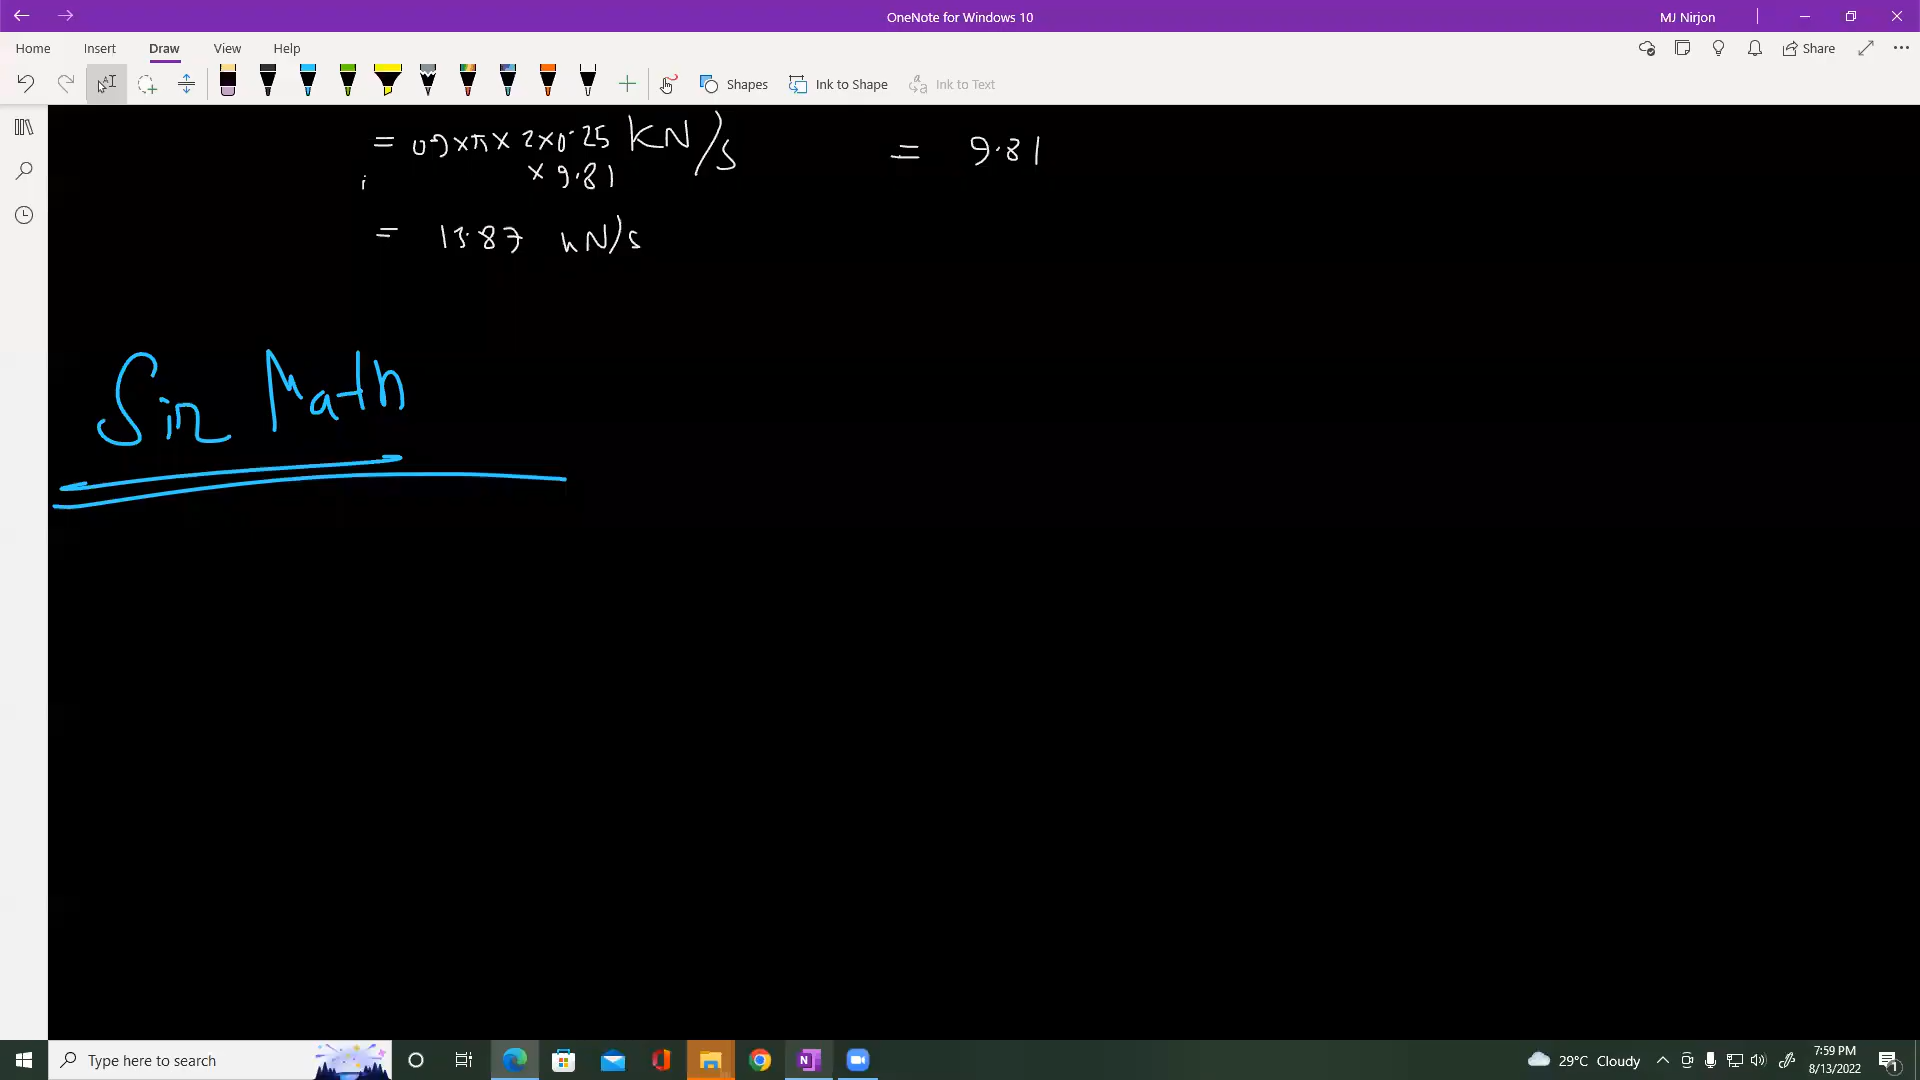 OneNote for Windows 10
MJ Nirjon
Home Insert Draw View Help
Share
Shapes
Ink to Shape
Ink to Text
= 0.9×π×2×0.25 KN/s
× 9.81
= 13.87 kN/s
= 9.81
Sir Math
Type here to search
29°C Cloudy
7:59 PM
8/13/2022